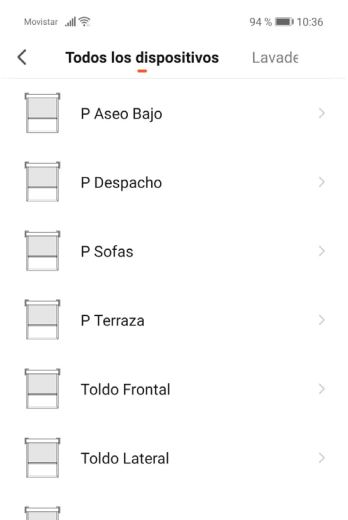 Movistar 94 % 10:36
Todos los dispositivos
P Aseo Bajo
P Despacho
P Sofas
P Terraza
Toldo Frontal
Toldo Lateral